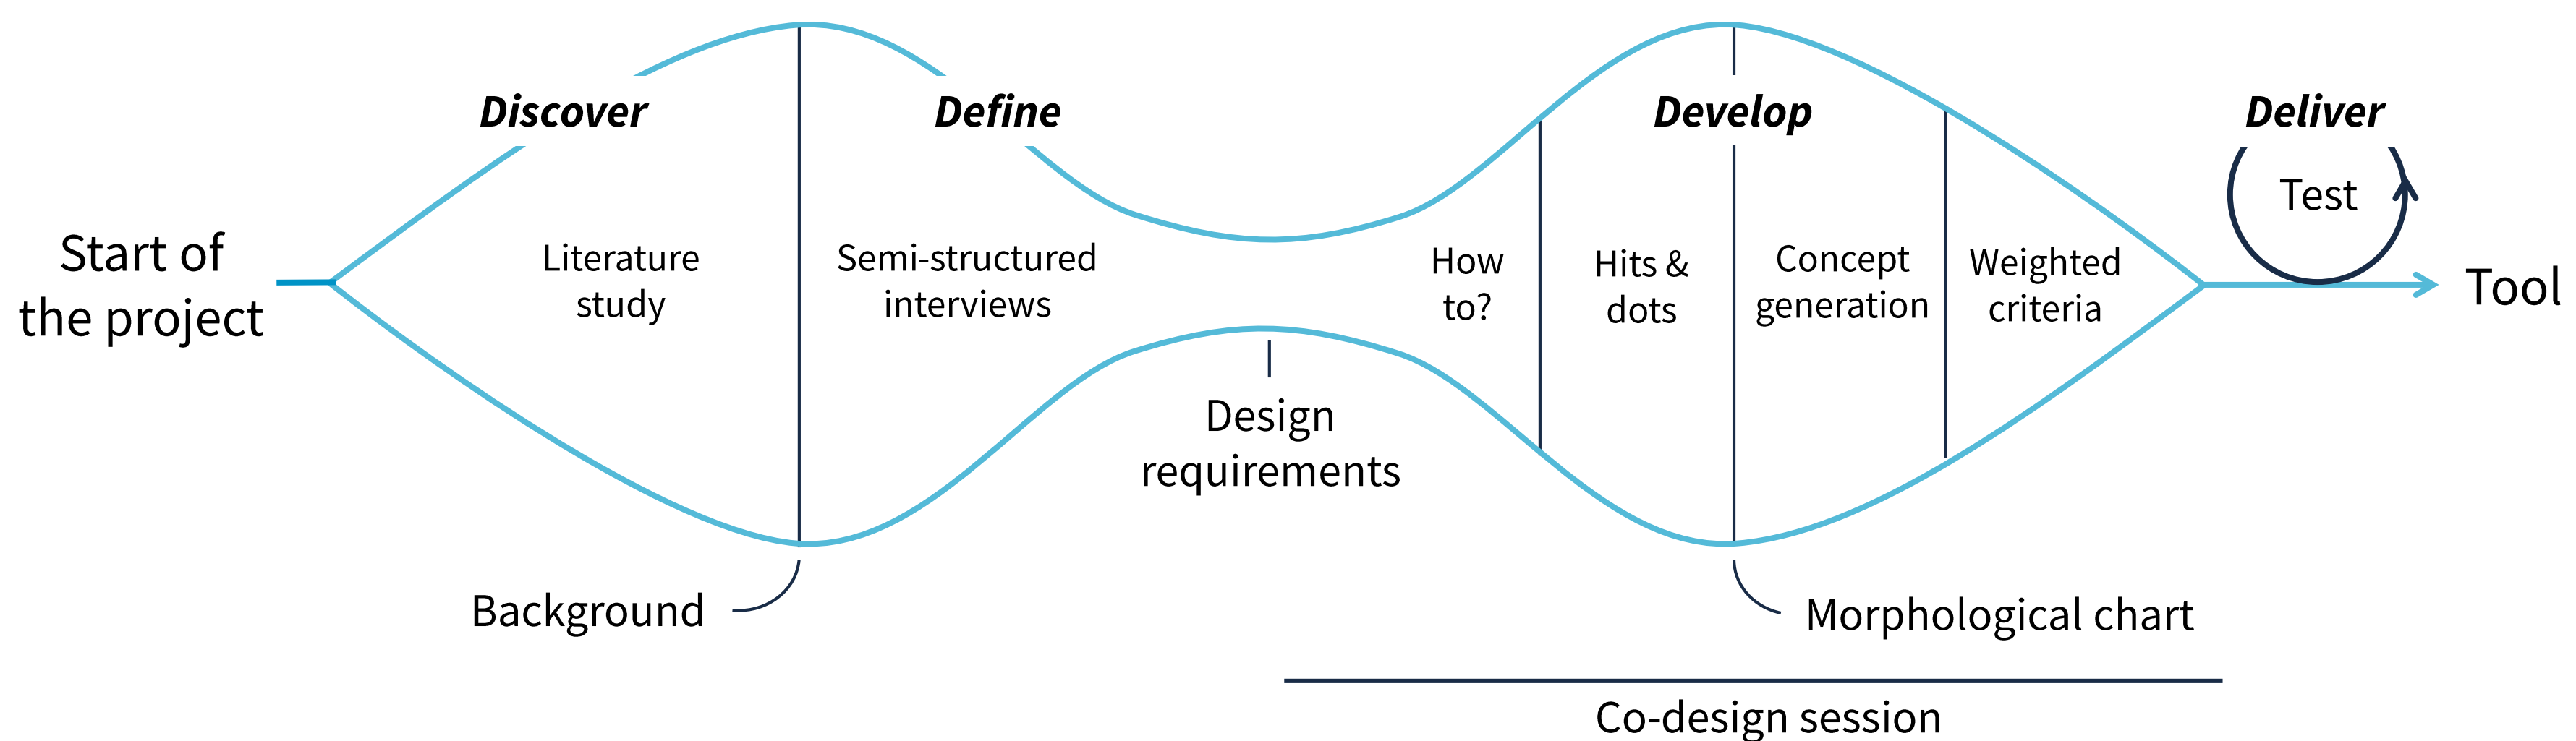 Discover
Define
Develop
Deliver
Test
Start of
the project
Literature
study
Semi-structured
interviews
How
to?
Hits &
dots
Concept
generation
Weighted
criteria
Tool
Design
requirements
Background
Morphological chart
Co-design session